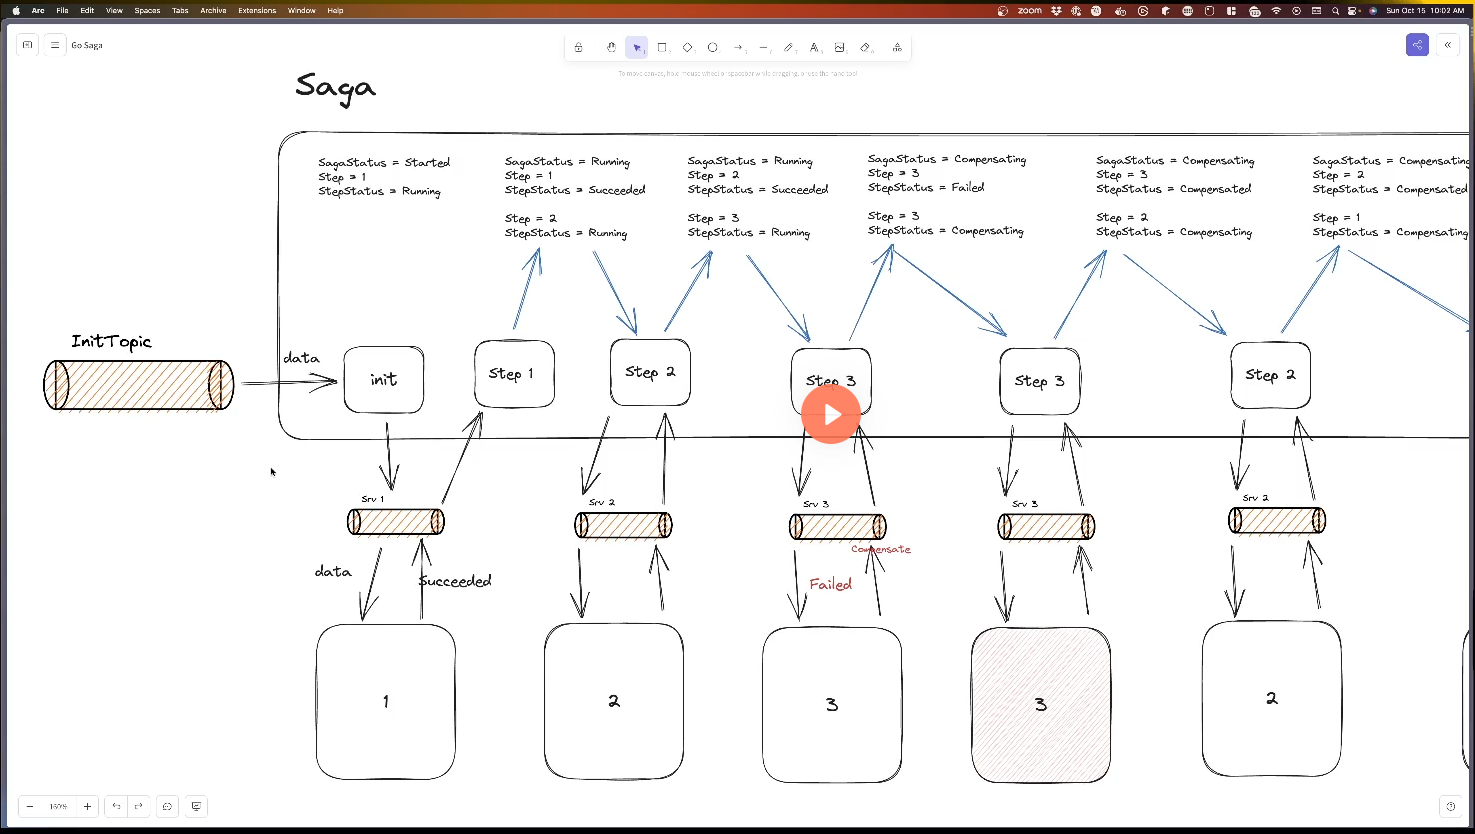 Arc File Edit View Spaces Tabs Archive Extensions Window Help
zoom
Sun Oct 15 10:02 AM
Go Saga
To move canvas, hold mouse wheel or spacebar while dragging, or use the hand tool
Saga
SagaStatus = Started
Step = 1
StepStatus = Running
SagaStatus = Running
Step = 1
StepStatus = Succeeded
Step = 2
StepStatus = Running
SagaStatus = Running
Step = 2
StepStatus = Succeeded
Step = 3
StepStatus = Running
SagaStatus = Compensating
Step = 3
StepStatus = Failed
Step = 3
StepStatus = Compensating
SagaStatus = Compensating
Step = 3
StepStatus = Compensated
Step = 2
StepStatus = Compensating
SagaStatus = Compensating
Step = 2
StepStatus = Compensated
Step = 1
StepStatus = Compensating
InitTopic
data
init
Step 1
Step 2
Step 3
Step 3
Step 2
Srv 1
Srv 2
Srv 3
Srv 3
Srv 2
Compensate
data
Succeeded
Failed
1
2
3
3
2
160%